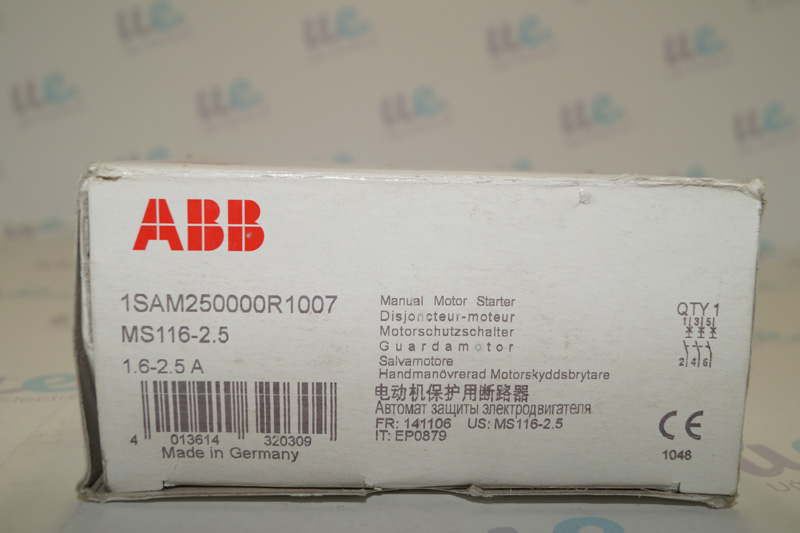 ABB
1SAM250000R1007
MS116-2.5
1.6-2.5 A
4 013614 320309
Made in Germany
Manual Motor Starter
Disjoncteur-moteur
Motorschutzschalter
Guardamotor
Salvamotore
Handmanövrerad Motorskyddsbrytare
电动机保护用断路器
Автомат защиты электродвигателя
FR: 141106 US: MS116-2.5
IT: EP0879
QTY 1
1 3 5
2 4 6
CE
1046